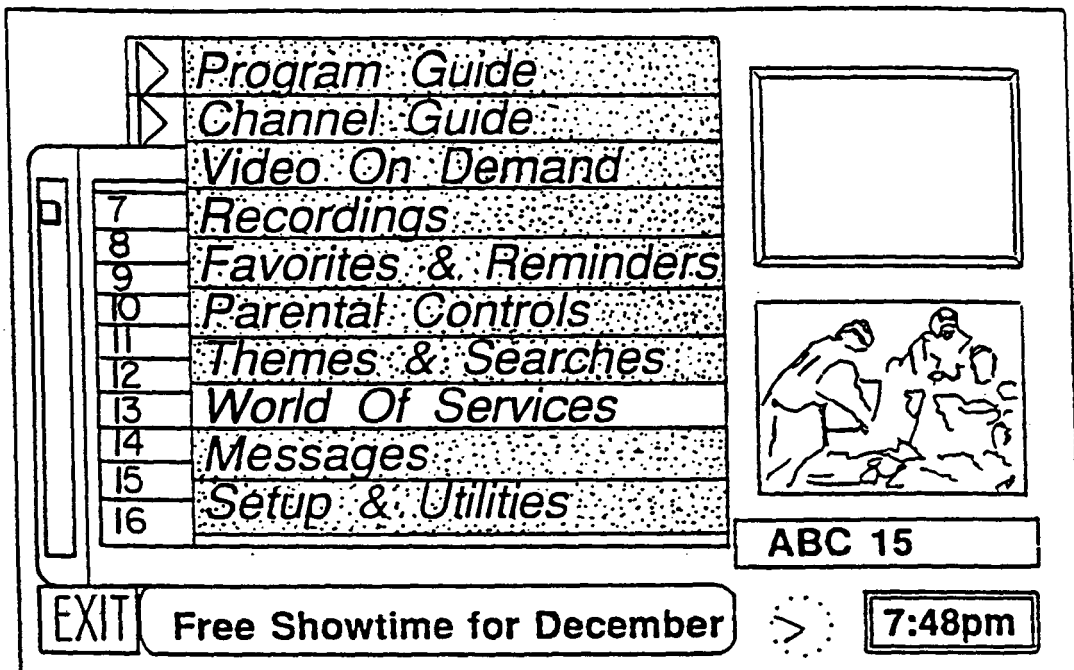 Program Guide
Channel Guide
Video On Demand
7 Recordings
8
9 Favorites & Reminders
10 Parental Controls
11
12 Themes & Searches
13 World Of Services
14 Messages
15
16 Setup & Utilities
ABC 15
EXIT Free Showtime for December
7:48pm